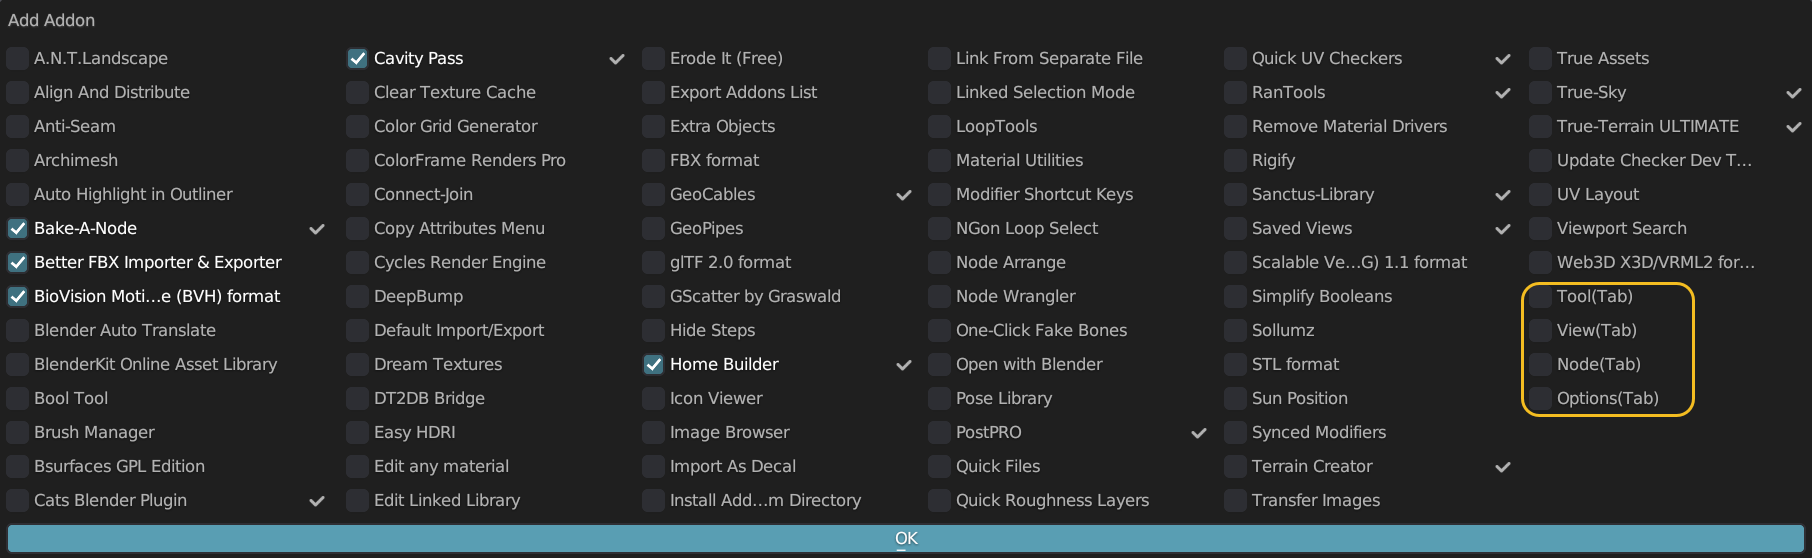 Add Addon
A.N.T.Landscape
Align And Distribute
Anti-Seam
Archimesh
Auto Highlight in Outliner
Bake-A-Node
Better FBX Importer & Exporter
BioVision Moti...e (BVH) format
Blender Auto Translate
BlenderKit Online Asset Library
Bool Tool
Brush Manager
Bsurfaces GPL Edition
Cats Blender Plugin
Cavity Pass
Clear Texture Cache
Color Grid Generator
ColorFrame Renders Pro
Connect-Join
Copy Attributes Menu
Cycles Render Engine
DeepBump
Default Import/Export
Dream Textures
DT2DB Bridge
Easy HDRI
Edit any material
Edit Linked Library
Erode It (Free)
Export Addons List
Extra Objects
FBX format
GeoCables
GeoPipes
glTF 2.0 format
GScatter by Graswald
Hide Steps
Home Builder
Icon Viewer
Image Browser
Import As Decal
Install Add...m Directory
Link From Separate File
Linked Selection Mode
LoopTools
Material Utilities
Modifier Shortcut Keys
NGon Loop Select
Node Arrange
Node Wrangler
One-Click Fake Bones
Open with Blender
Pose Library
PostPRO
Quick Files
Quick Roughness Layers
Quick UV Checkers
RanTools
Remove Material Drivers
Rigify
Sanctus-Library
Saved Views
Scalable Ve...G) 1.1 format
Simplify Booleans
Sollumz
STL format
Sun Position
Synced Modifiers
Terrain Creator
Transfer Images
True Assets
True-Sky
True-Terrain ULTIMATE
Update Checker Dev T...
UV Layout
Viewport Search
Web3D X3D/VRML2 for...
Tool(Tab)
View(Tab)
Node(Tab)
Options(Tab)
OK